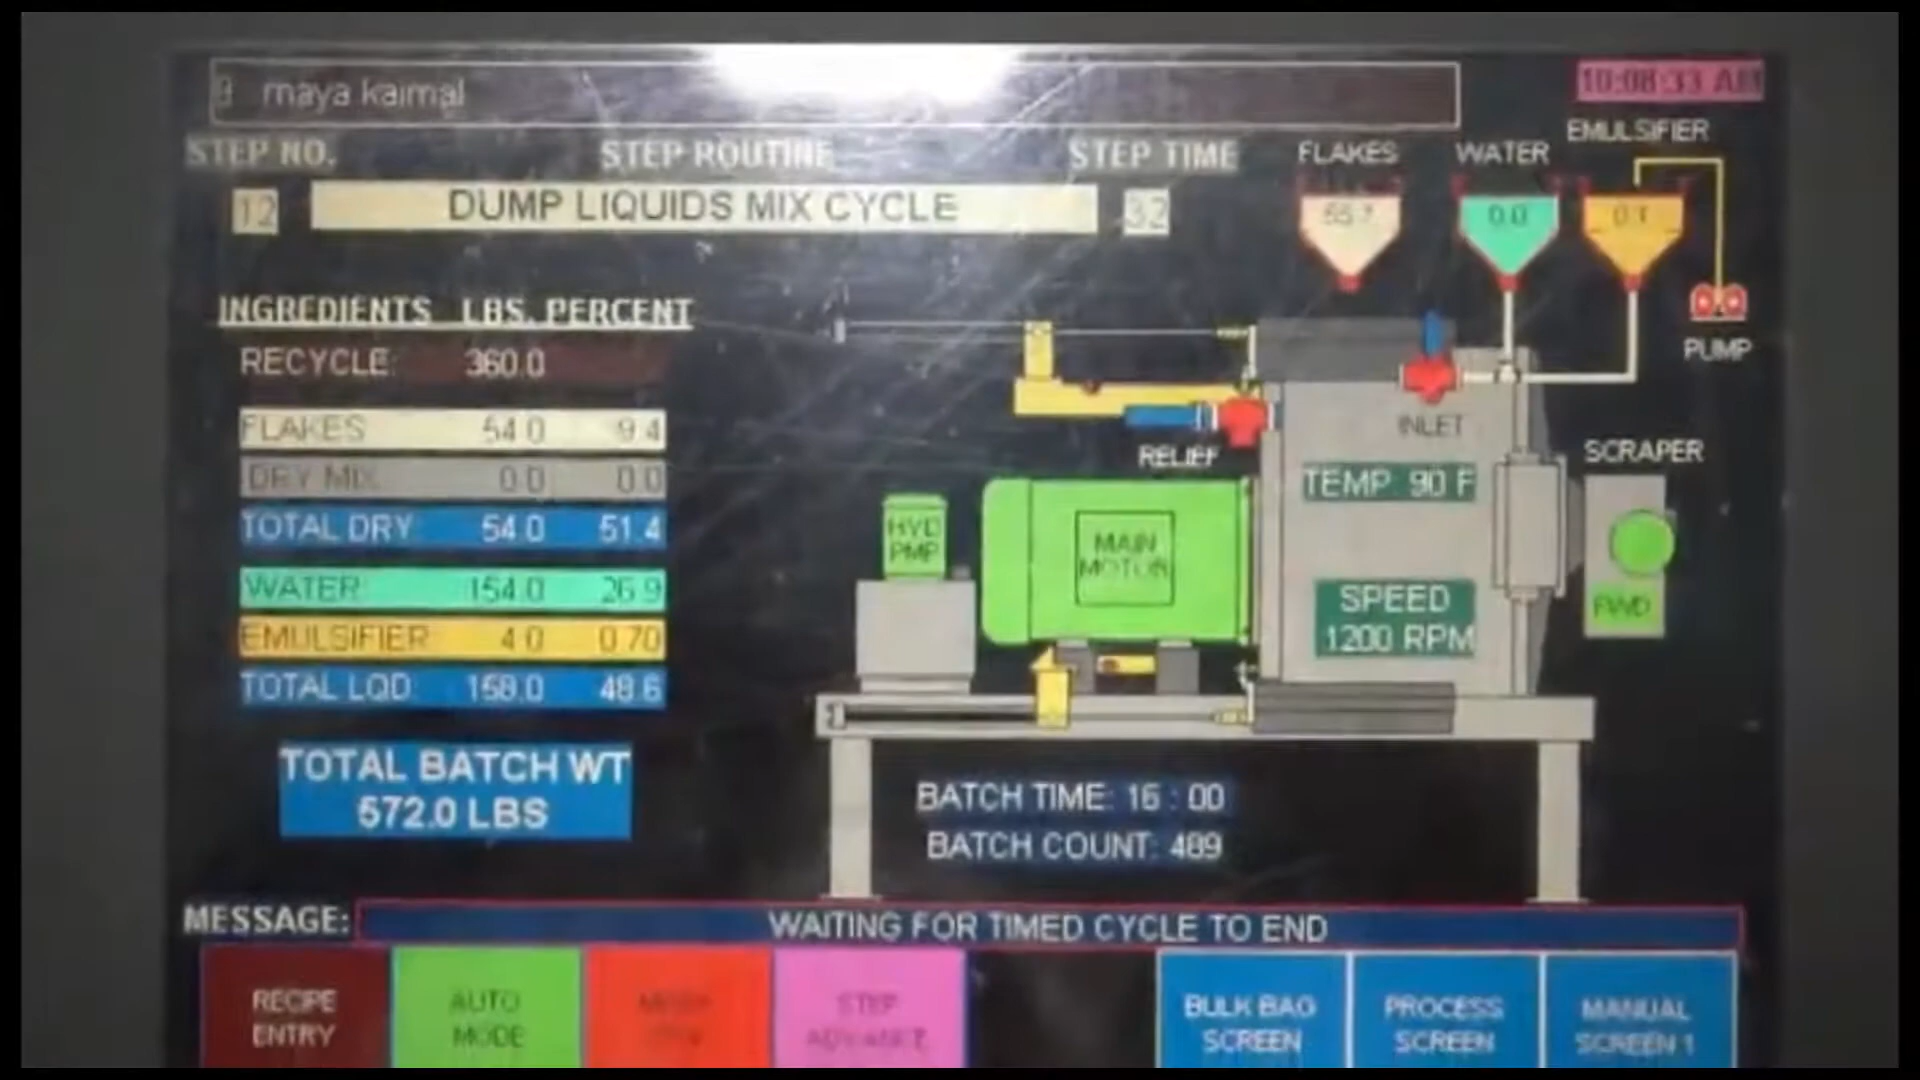 maya kaimal
10:08:33 AM
STEP NO. STEP ROUTINE STEP TIME
12 DUMP LIQUIDS MIX CYCLE 32
FLAKES WATER EMULSIFIER
0.0
PUMP
INGREDIENTS LBS. PERCENT
RECYCLE: 360.0
FLAKES 54.0 9.4
DRY MIX 0.0 0.0
TOTAL DRY 54.0 51.4
WATER: 154.0 26.9
EMULSIFIER: 4.0 0.70
TOTAL LQD: 158.0 48.6
TOTAL BATCH WT
572.0 LBS
INLET
RELIEF
SCRAPER
TEMP 90 F
HYD
PMP
MAIN
MOTOR
SPEED
1200 RPM
FWD
BATCH TIME: 16 : 00
BATCH COUNT: 489
MESSAGE: WAITING FOR TIMED CYCLE TO END
RECIPE
ENTRY
AUTO
MODE
STEP
ADVANCE
BULK BAG
SCREEN
PROCESS
SCREEN
MANUAL
SCREEN 1